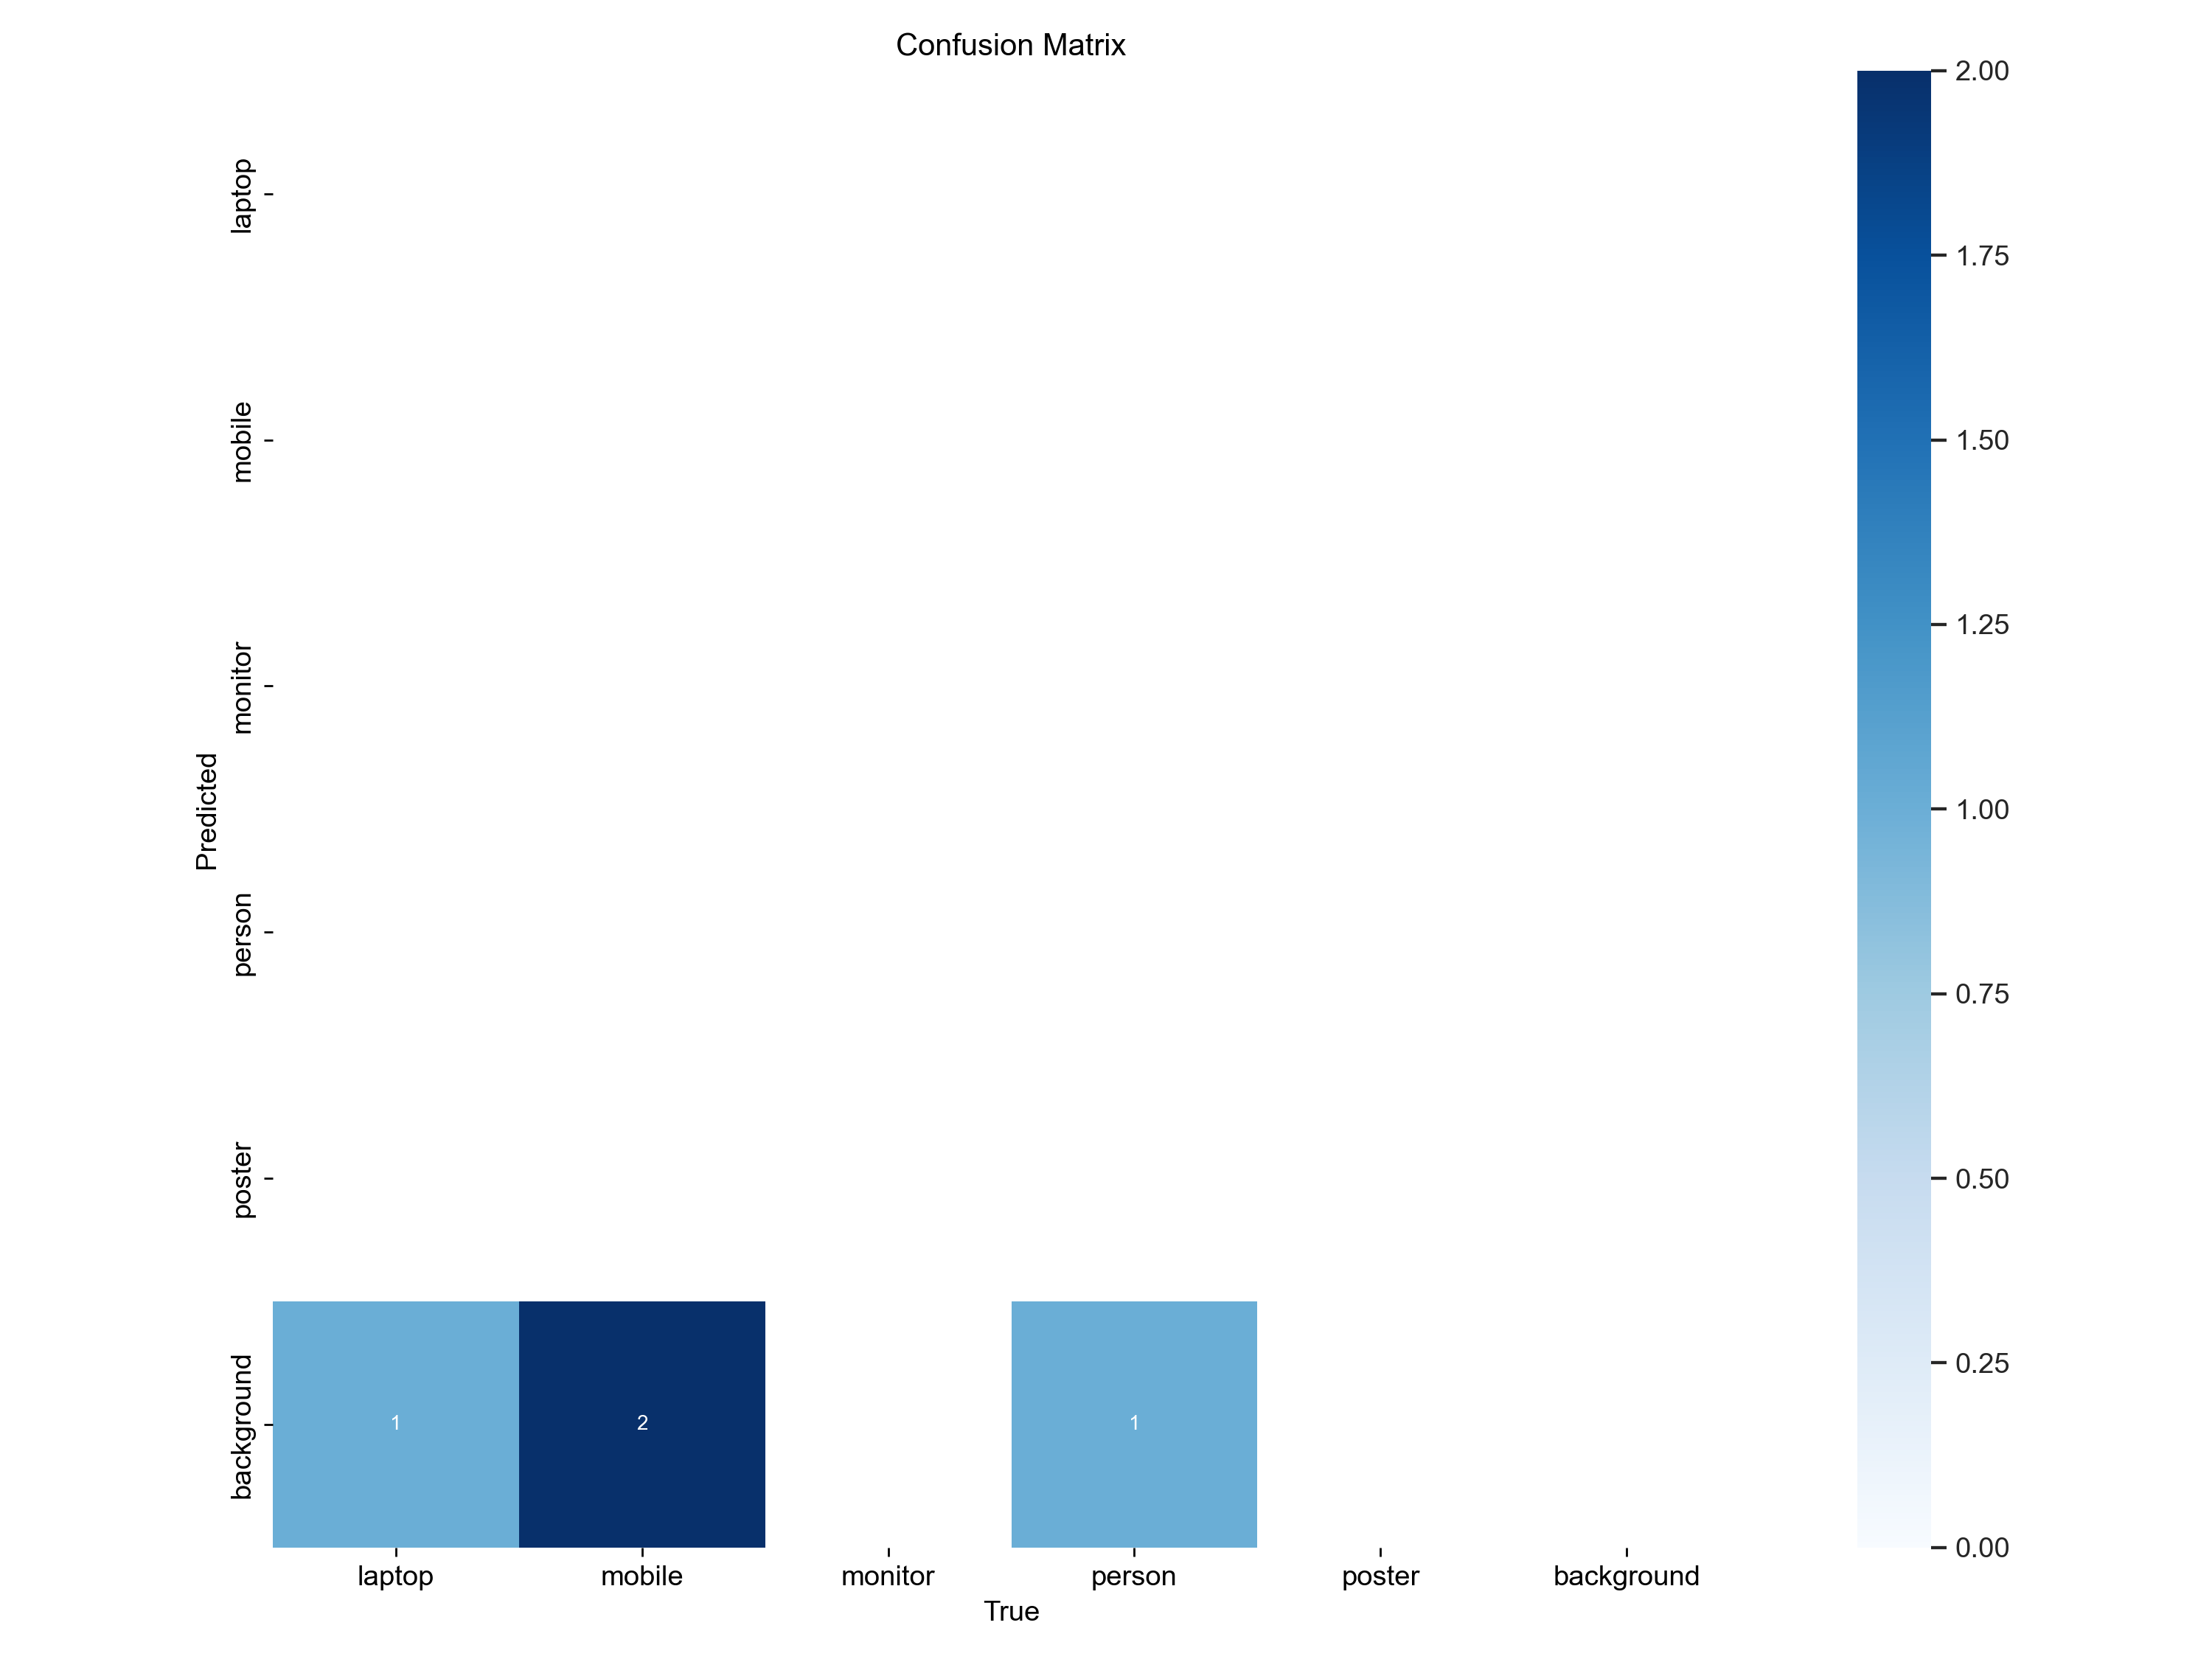 Confusion Matrix
2.00
1.75
1.50
1.25
1.00
0.75
0.50
0.25
0.00
Predicted
laptop
mobile
monitor
person
poster
background
1 2 1
laptop mobile monitor person poster background
True